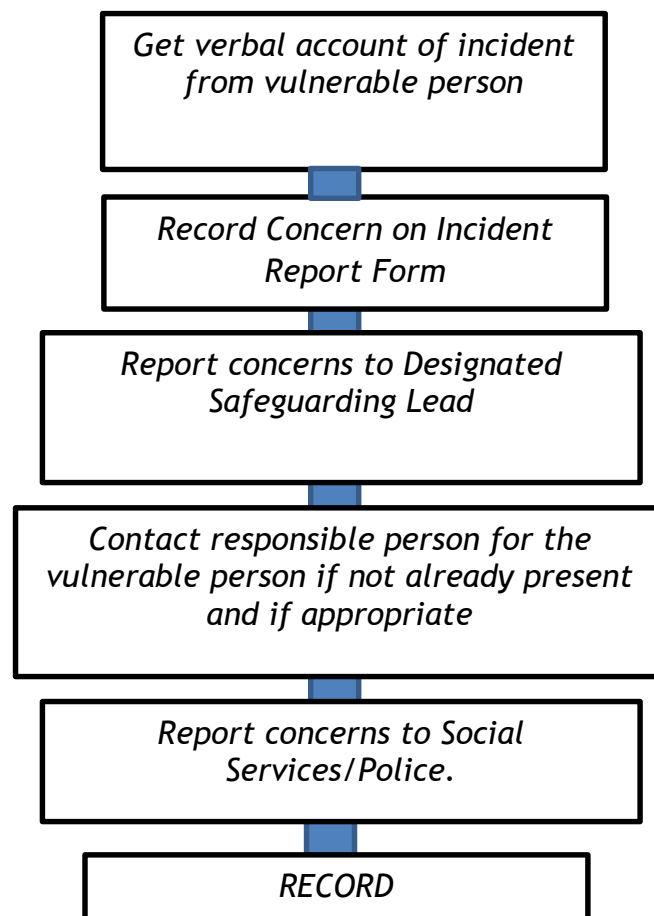 Get verbal account of incident
from vulnerable person
Record Concern on Incident
Report Form
Report concerns to Designated
Safeguarding Lead
Contact responsible person for the
vulnerable person if not already present
and if appropriate
Report concerns to Social
Services/Police.
RECORD